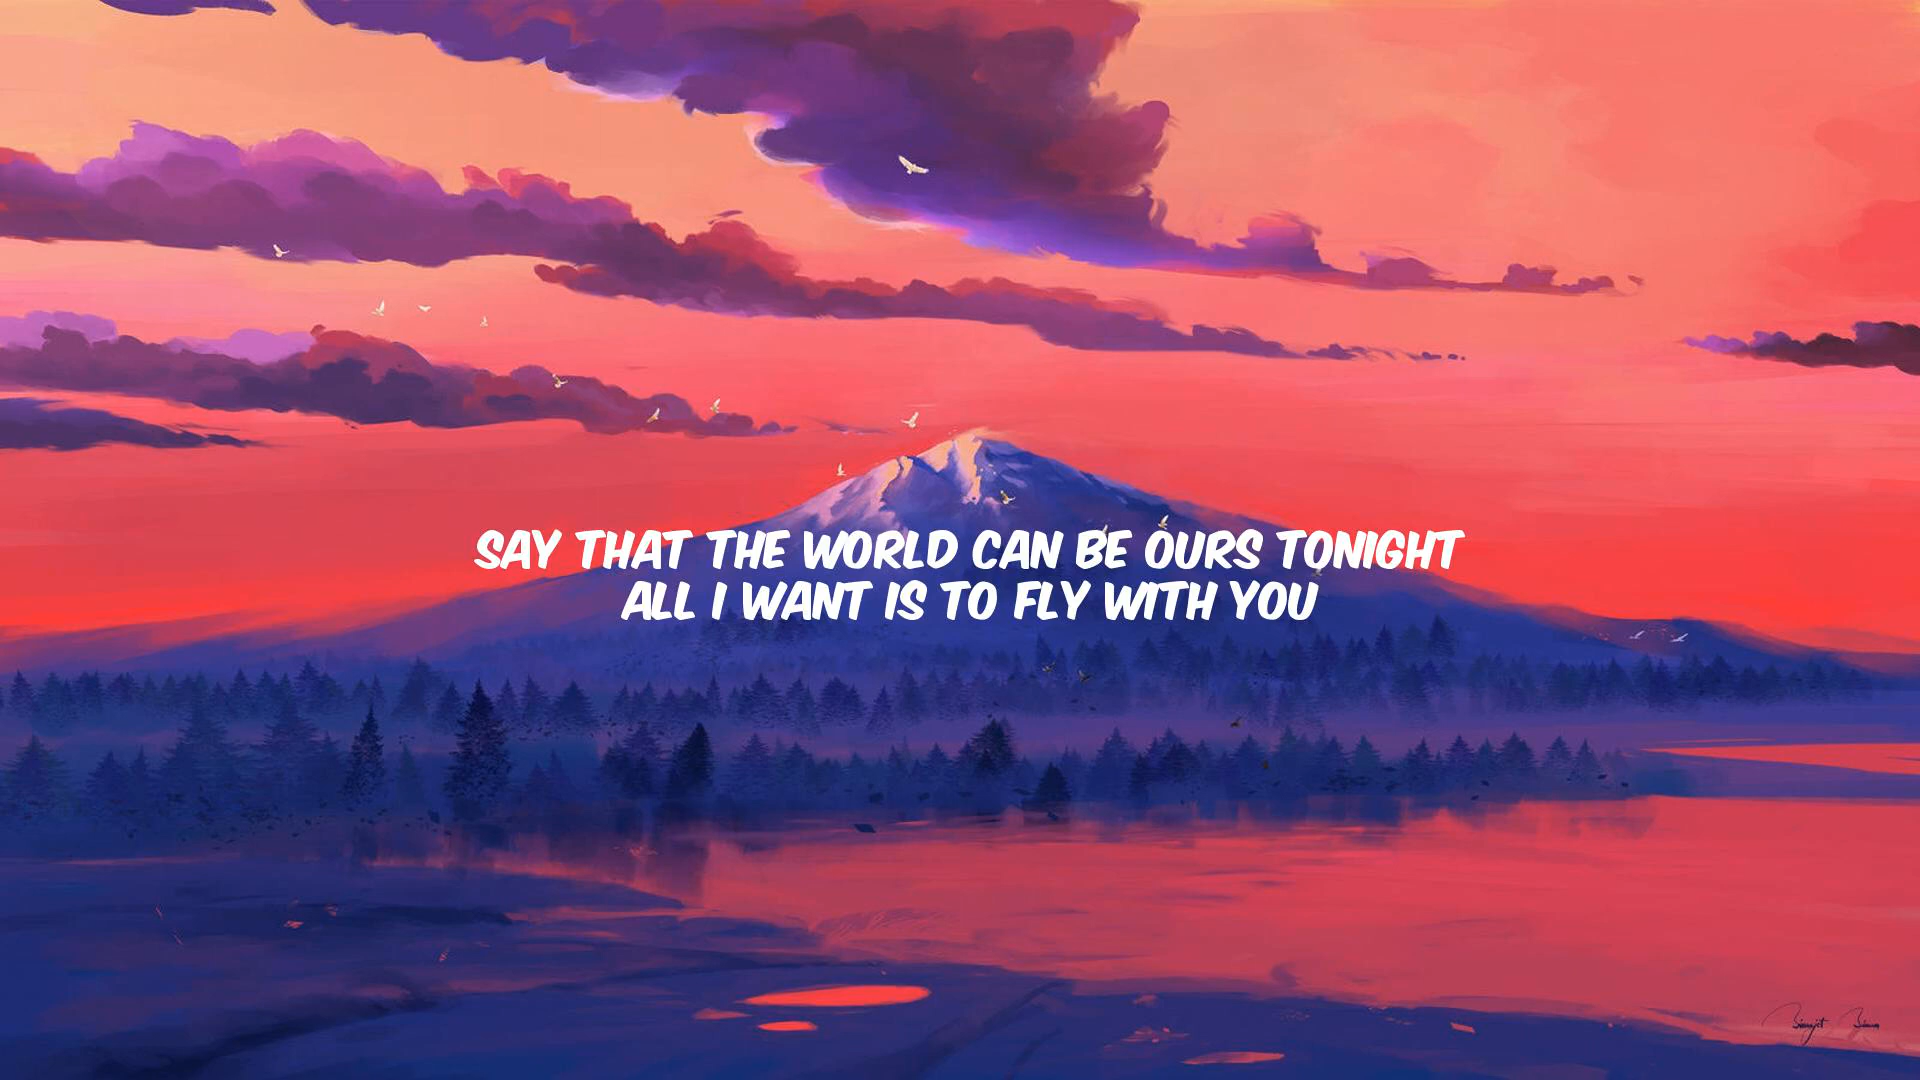 SAY THAT THE WORLD CAN BE OURS TONIGHT
ALL I WANT IS TO FLY WITH YOU